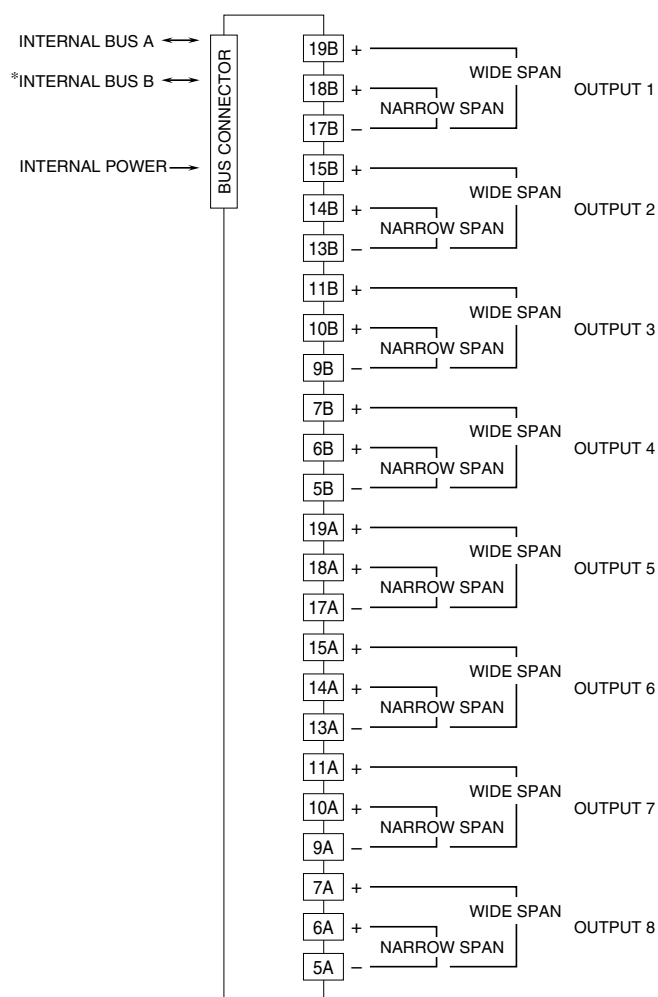 INTERNAL BUS A
*INTERNAL BUS B
INTERNAL POWER
BUS CONNECTOR
19B +
WIDE SPAN
18B +
OUTPUT 1
NARROW SPAN
17B –
15B +
WIDE SPAN
14B +
OUTPUT 2
NARROW SPAN
13B –
11B +
WIDE SPAN
10B +
OUTPUT 3
NARROW SPAN
9B –
7B +
WIDE SPAN
6B +
OUTPUT 4
NARROW SPAN
5B –
19A +
WIDE SPAN
18A +
OUTPUT 5
NARROW SPAN
17A –
15A +
WIDE SPAN
14A +
OUTPUT 6
NARROW SPAN
13A –
11A +
WIDE SPAN
10A +
OUTPUT 7
NARROW SPAN
9A –
7A +
WIDE SPAN
6A +
OUTPUT 8
NARROW SPAN
5A –